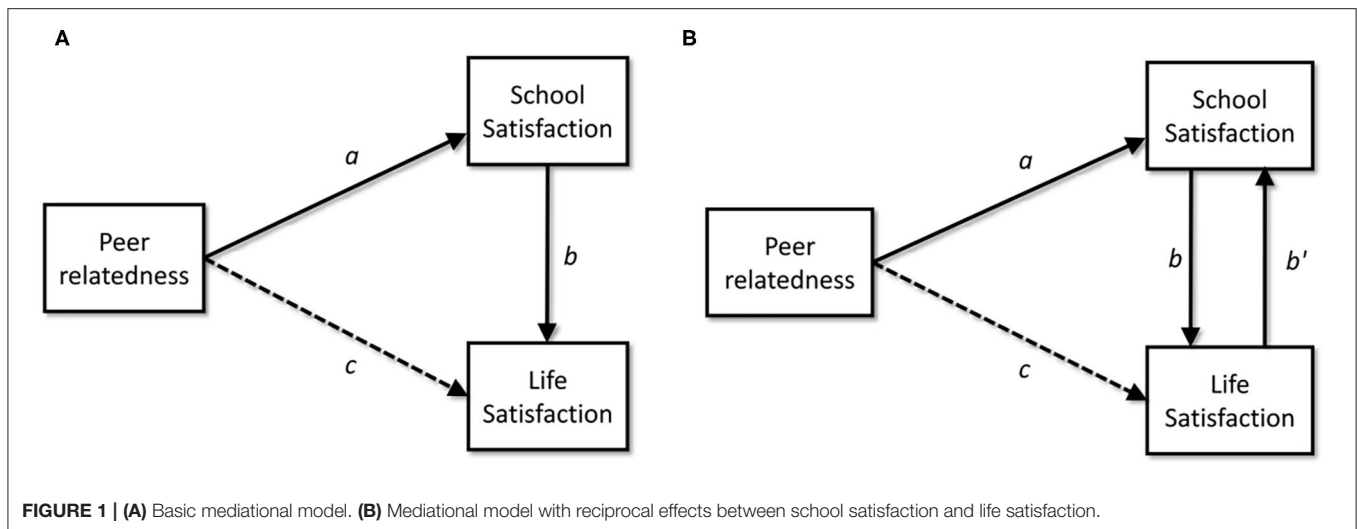 A
School
Satisfaction
a
Peer
relatedness
b
c
Life
Satisfaction
B
School
Satisfaction
a
Peer
relatedness
b
b'
c
Life
Satisfaction
FIGURE 1 | (A) Basic mediational model. (B) Mediational model with reciprocal effects between school satisfaction and life satisfaction.